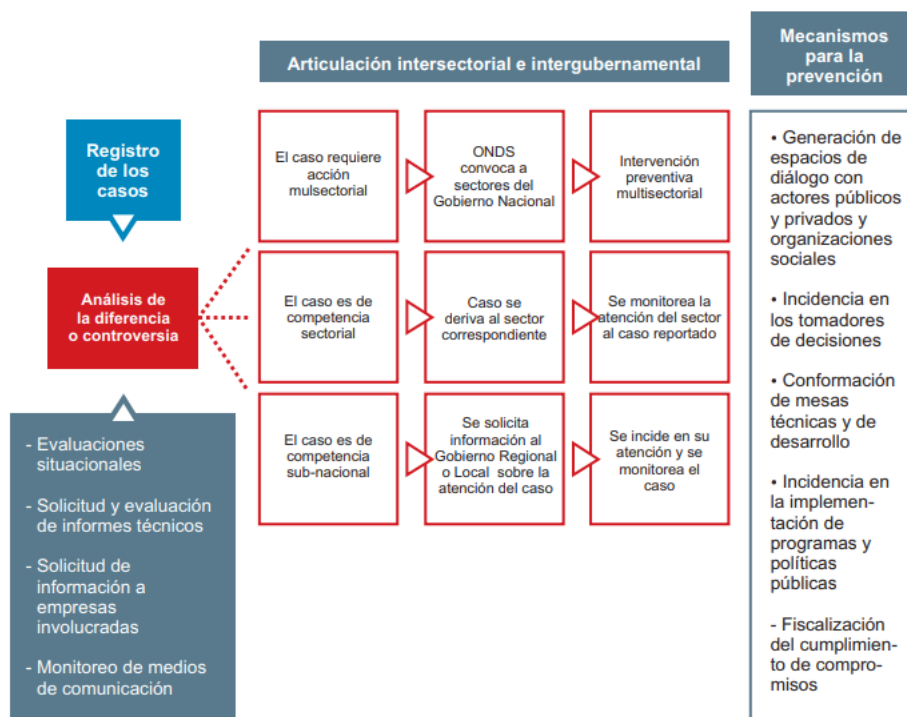 Articulación intersectorial e intergubernamental
Mecanismos
para la
prevención
Registro
de los
casos
Análisis de
la diferencia
o controversia
- Evaluaciones
situacionales
- Solicitud y evaluación
de informes técnicos
- Solicitud de
información a
empresas
involucradas
- Monitoreo de medios
de comunicación
El caso requiere
acción
mulsectorial
ONDS
convoca a
sectores del
Gobierno Nacional
Intervención
preventiva
multisectorial
El caso es de
competencia
sectorial
Caso se
deriva al sector
correspondiente
Se monitorea la
atención del sector
al caso reportado
El caso es de
competencia
sub-nacional
Se solicita
información al
Gobierno Regional
o Local sobre la
atención del caso
Se incide en su
atención y se
monitorea el
caso
• Generación de
espacios de
diálogo con
actores públicos
y privados y
organizaciones
sociales
• Incidencia en
los tomadores
de decisiones
• Conformación
de mesas
técnicas y de
desarrollo
• Incidencia en
la implemen-
tación de
programas y
políticas
públicas
- Fiscalización
del cumplimien-
to de compro-
misos